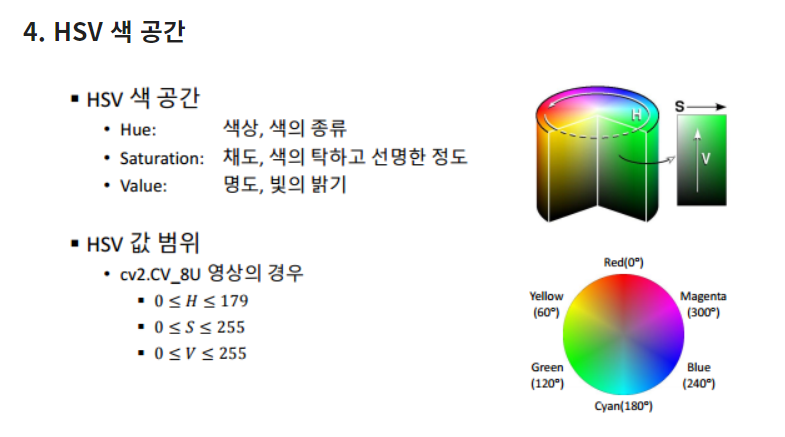 4. HSV 색 공간
▪ HSV 색 공간
• Hue: 색상, 색의 종류
• Saturation: 채도, 색의 탁하고 선명한 정도
• Value: 명도, 빛의 밝기
▪ HSV 값 범위
• cv2.CV_8U 영상의 경우
▪ 0 ≤ H ≤ 179
▪ 0 ≤ S ≤ 255
▪ 0 ≤ V ≤ 255
H
S
V
Red(0°)
Yellow
(60°)
Magenta
(300°)
Green
(120°)
Blue
(240°)
Cyan(180°)